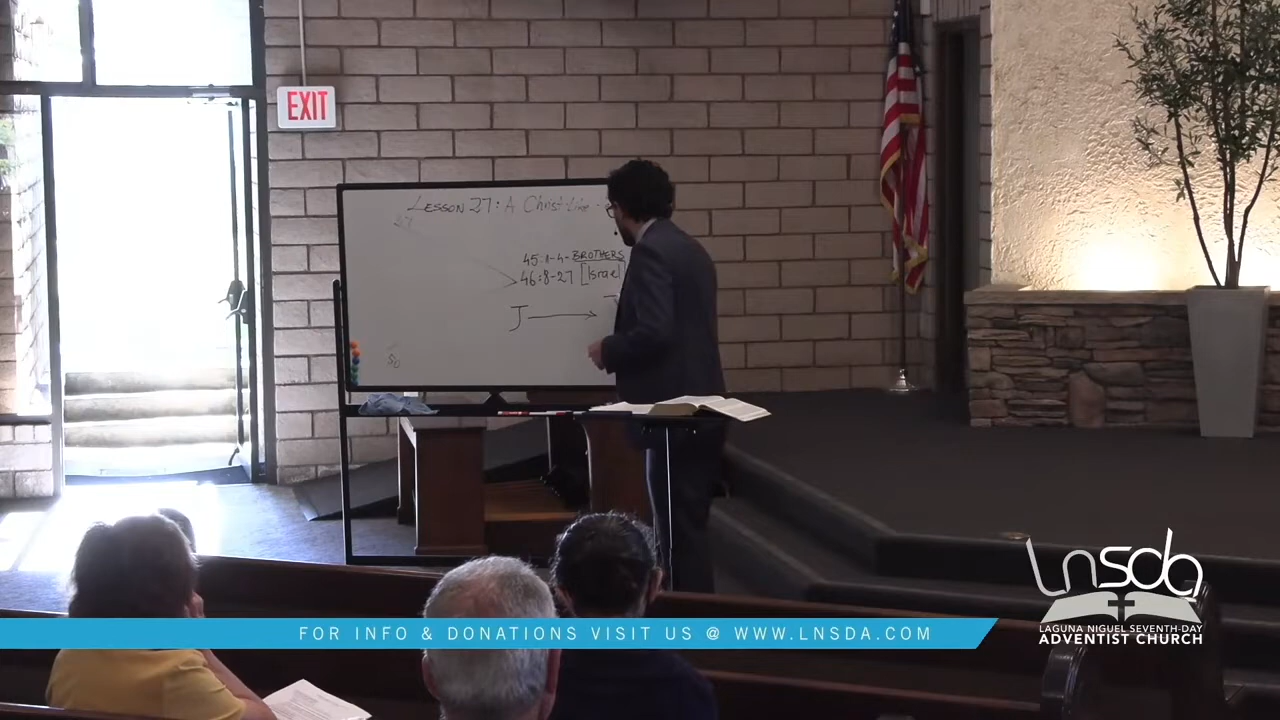 EXIT
LESSON 27: A Christ-Like
45:1-4-BROTHERS
46:8-27 [Israel
J
FOR INFO & DONATIONS VISIT US @ WWW.LNSDA.COM
Lnsda
LAGUNA NIGUEL SEVENTH-DAY
ADVENTIST CHURCH